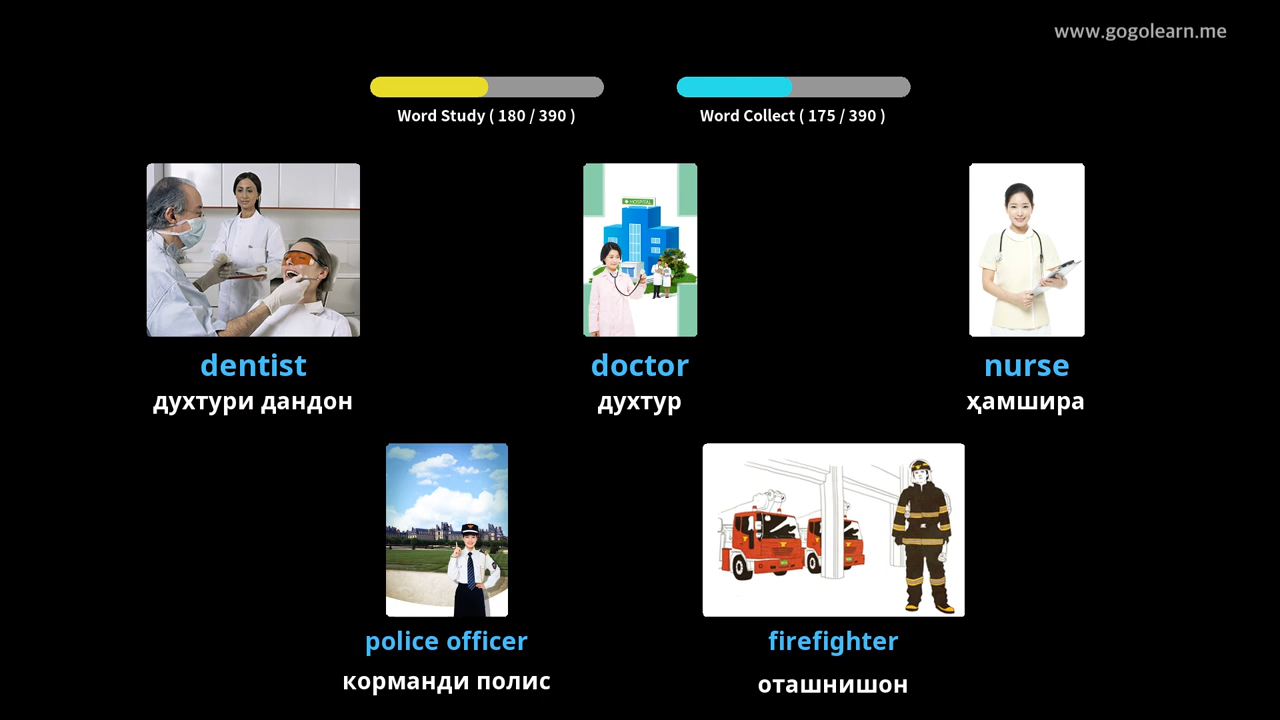 www.gogolearn.me
Word Study ( 180 / 390 )
Word Collect ( 175 / 390 )
HOSPITAL
dentist
духтури дандон
doctor
духтур
nurse
ҳамшира
police officer
корманди полис
firefighter
оташнишон